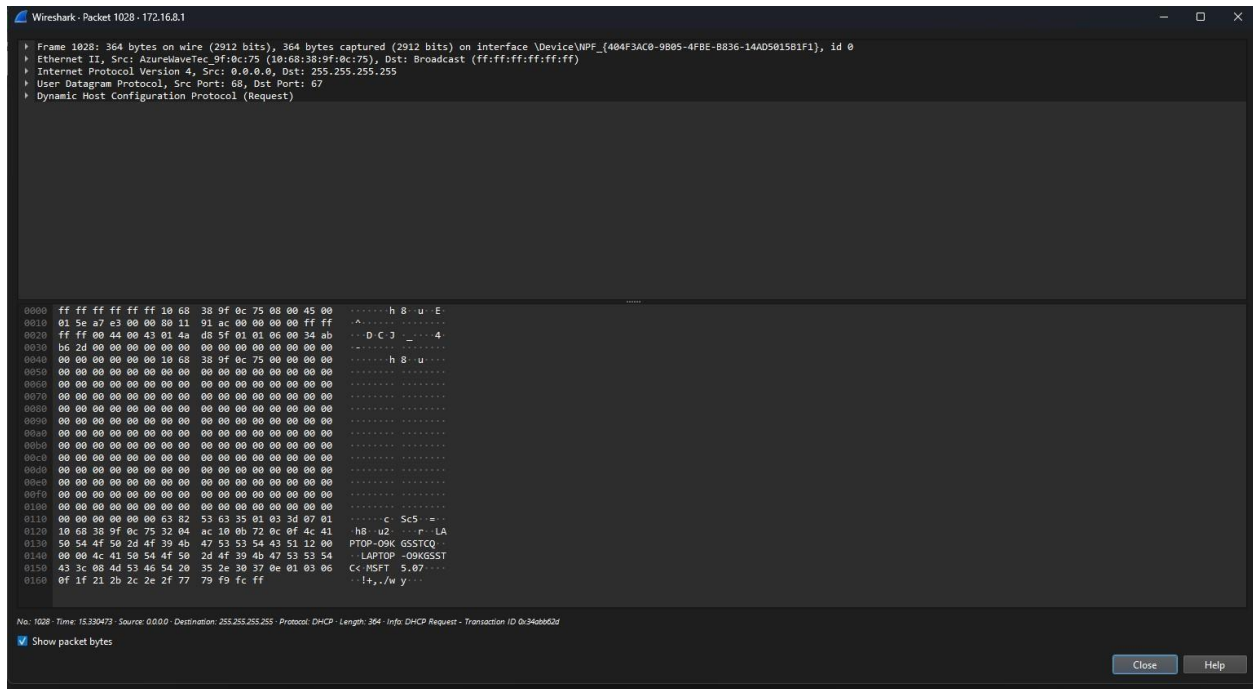 Wireshark · Packet 1028 · 172.16.8.1
Frame 1028: 364 bytes on wire (2912 bits), 364 bytes captured (2912 bits) on interface \Device\NPF_{404F3AC0-9B05-4FBE-B836-14AD5015B1F1}, id 0
Ethernet II, Src: AzureWaveTec_9f:0c:75 (10:68:38:9f:0c:75), Dst: Broadcast (ff:ff:ff:ff:ff:ff)
Internet Protocol Version 4, Src: 0.0.0.0, Dst: 255.255.255.255
User Datagram Protocol, Src Port: 68, Dst Port: 67
Dynamic Host Configuration Protocol (Request)
0000 ff ff ff ff ff ff 10 68 38 9f 0c 75 08 00 45 00 ·······h 8··u··E·
0010 01 5e a7 e3 00 00 80 11 91 ac 00 00 00 00 ff ff ·^······ ········
0020 ff ff 00 44 00 43 01 4a d8 5f 01 01 06 00 34 ab ···D·C·J ·_····4·
0030 b6 2d 00 00 00 00 00 00 00 00 00 00 00 00 00 00 ·-······ ········
0040 00 00 00 00 00 00 10 68 38 9f 0c 75 00 00 00 00 ·······h 8··u····
0050 00 00 00 00 00 00 00 00 00 00 00 00 00 00 00 00 ········ ········
0060 00 00 00 00 00 00 00 00 00 00 00 00 00 00 00 00 ········ ········
0070 00 00 00 00 00 00 00 00 00 00 00 00 00 00 00 00 ········ ········
0080 00 00 00 00 00 00 00 00 00 00 00 00 00 00 00 00 ········ ········
0090 00 00 00 00 00 00 00 00 00 00 00 00 00 00 00 00 ········ ········
00a0 00 00 00 00 00 00 00 00 00 00 00 00 00 00 00 00 ········ ········
00b0 00 00 00 00 00 00 00 00 00 00 00 00 00 00 00 00 ········ ········
00c0 00 00 00 00 00 00 00 00 00 00 00 00 00 00 00 00 ········ ········
00d0 00 00 00 00 00 00 00 00 00 00 00 00 00 00 00 00 ········ ········
00e0 00 00 00 00 00 00 00 00 00 00 00 00 00 00 00 00 ········ ········
00f0 00 00 00 00 00 00 00 00 00 00 00 00 00 00 00 00 ········ ········
0100 00 00 00 00 00 00 00 00 00 00 00 00 00 00 00 00 ········ ········
0110 00 00 00 00 00 00 63 82 53 63 35 01 03 3d 07 01 ······c· Sc5··=··
0120 10 68 38 9f 0c 75 32 04 ac 10 0b 72 0c 0f 4c 41 ·h8··u2· ···r··LA
0130 50 54 4f 50 2d 4f 39 4b 47 53 53 54 43 51 12 00 PTOP-O9K GSSTCQ··
0140 00 00 4c 41 50 54 4f 50 2d 4f 39 4b 47 53 53 54 ··LAPTOP -O9KGSST
0150 43 3c 08 4d 53 46 54 20 35 2e 30 37 0e 01 03 06 C<·MSFT  5.07····
0160 0f 1f 21 2b 2c 2e 2f 77 79 f9 fc ff ··!+,./w y···
No.: 1028 · Time: 15.330473 · Source: 0.0.0.0 · Destination: 255.255.255.255 · Protocol: DHCP · Length: 364 · Info: DHCP Request - Transaction ID 0x34abb62d
Show packet bytes
Close Help